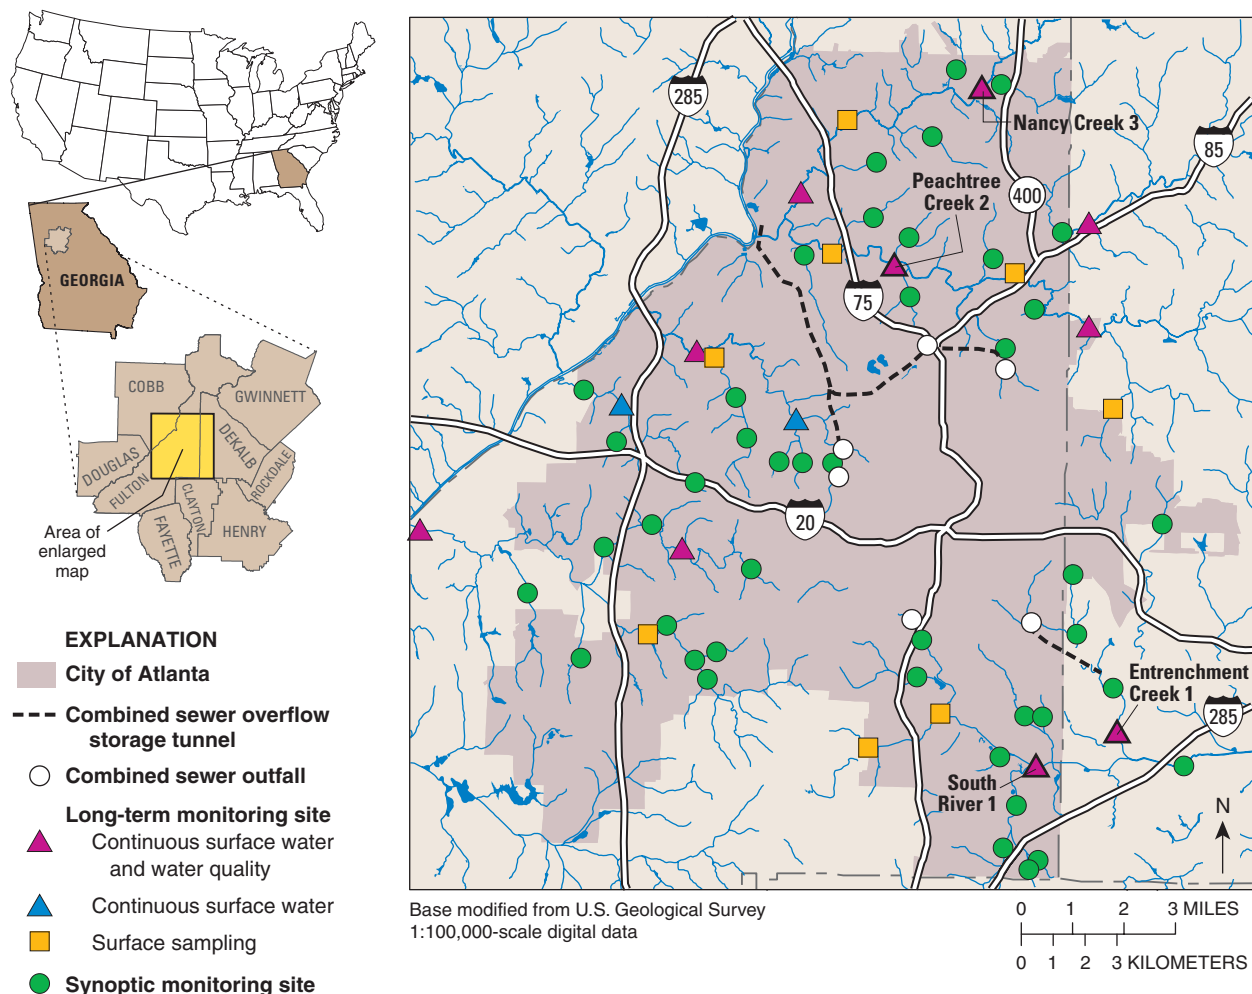 GEORGIA
COBB
GWINNETT
DEKALB
DOUGLAS
FULTON
ROCKDALE
CLAYTON
HENRY
FAYETTE
Area of
enlarged
map
EXPLANATION
City of Atlanta
Combined sewer overflow
storage tunnel
Combined sewer outfall
Long-term monitoring site
Continuous surface water
and water quality
Continuous surface water
Surface sampling
Synoptic monitoring site
285
Nancy Creek 3
85
Peachtree
Creek 2
400
75
20
Entrenchment
Creek 1
285
South
River 1
N
Base modified from U.S. Geological Survey
1:100,000-scale digital data
0 1 2 3 MILES
0 1 2 3 KILOMETERS